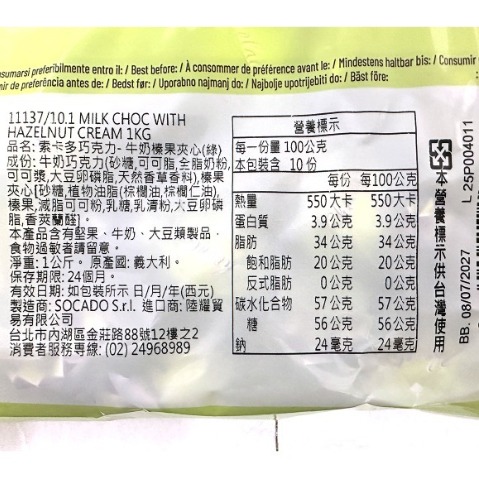 nsumarsi preferibilmente entro il: / Best before: / À consommer de préférence avant le: / Mindestens haltbar bis: / Consumir
nir de preferência antes de: / Bedst før: / Uporabno najmanj do: / Najbolje upotrijebiti do: / Bäst före:
11137/10.1 MILK CHOC WITH
HAZELNUT CREAM 1KG
品名: 索卡多巧克力- 牛奶榛果夾心(綠)
成份: 牛奶巧克力(砂糖,可可脂,全脂奶粉,
可可漿,大豆卵磷脂,天然香草香料),榛果
夾心[砂糖,植物油脂(棕櫚油,棕櫚仁油),
榛果,減脂可可粉,乳糖,乳清粉,大豆卵磷
脂,香莢蘭醛]。
本產品含有堅果、牛奶、大豆類製品,
食物過敏者請留意。
淨重: 1公斤。 原產國: 義大利。
保存期限: 24個月。
有效日期: 如包裝所示 日/月/年(西元)
製造商: SOCADO S.r.l. 進口商: 陸耀貿
易有限公司
台北市內湖區金莊路88號12樓之2
消費者服務専線: (02) 24968989
營養標示
每一份量 100公克
本包裝含 10 份
每份 每100公克
熱量 550大卡 550大卡
蛋白質 3.9公克 3.9公克
脂肪 34公克 34公克
飽和脂肪 20公克 20公克
反式脂肪 0公克 0公克
碳水化合物 57公克 57公克
糖 56公克 56公克
鈉 24毫克 24毫克
本營養標示供台灣使用
BB. 08/07/2027 L 25P004011